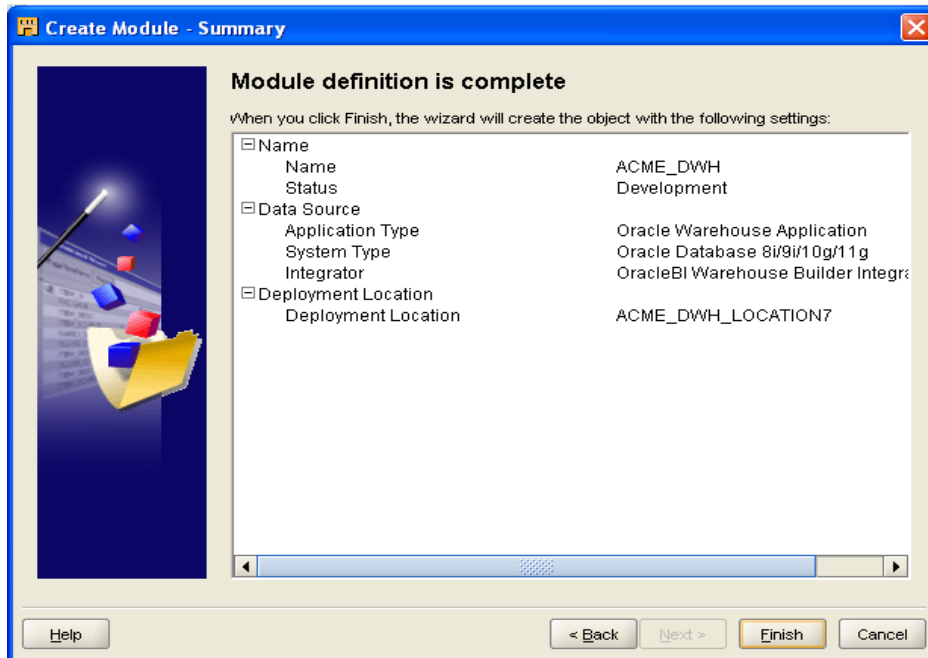 Create Module - Summary
Module definition is complete
When you click Finish, the wizard will create the object with the following settings:
Name
Name ACME_DWH
Status Development
Data Source
Application Type Oracle Warehouse Application
System Type Oracle Database 8i/9i/10g/11g
Integrator OracleBI Warehouse Builder
Deployment Location
Deployment Location ACME_DWH_LOCATION7
Help < Back Next > Finish Cancel